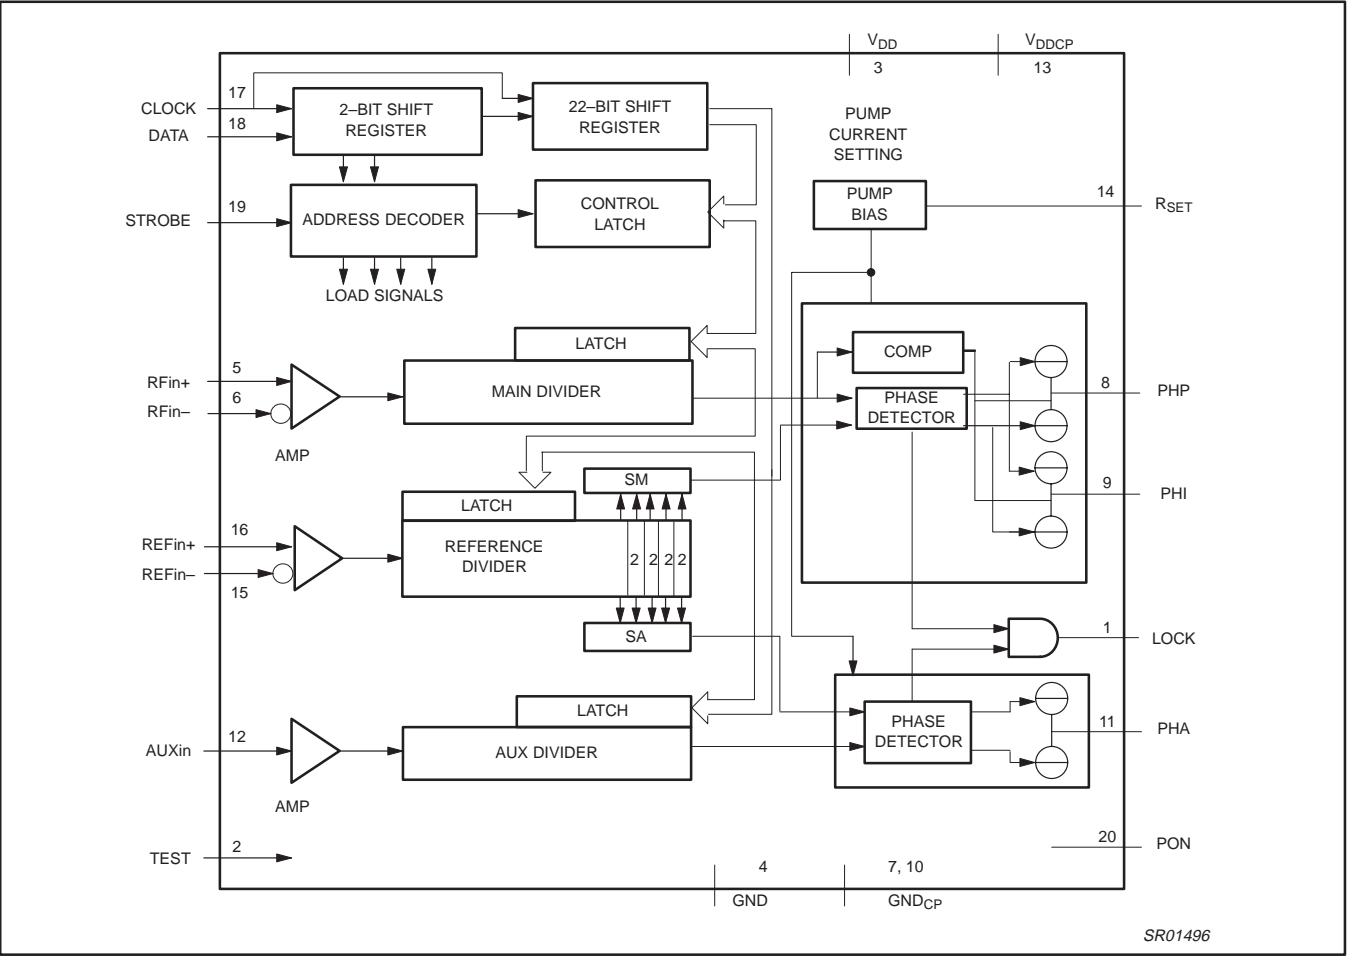 VDD
VDDCP
3
13
17
CLOCK
18
DATA
2–BIT SHIFT
REGISTER
22–BIT SHIFT
REGISTER
PUMP
CURRENT
SETTING
19
STROBE
ADDRESS DECODER
CONTROL
LATCH
PUMP
BIAS
14
RSET
LOAD SIGNALS
LATCH
MAIN DIVIDER
5
RFin+
6
RFin–
AMP
COMP
PHASE
DETECTOR
8
PHP
9
PHI
SM
LATCH
REFERENCE
DIVIDER
2 2 2 2
16
REFin+
REFin–
15
SA
1
LOCK
LATCH
AUX DIVIDER
12
AUXin
AMP
PHASE
DETECTOR
11
PHA
2
TEST
20
PON
4
7, 10
GND
GNDCP
SR01496